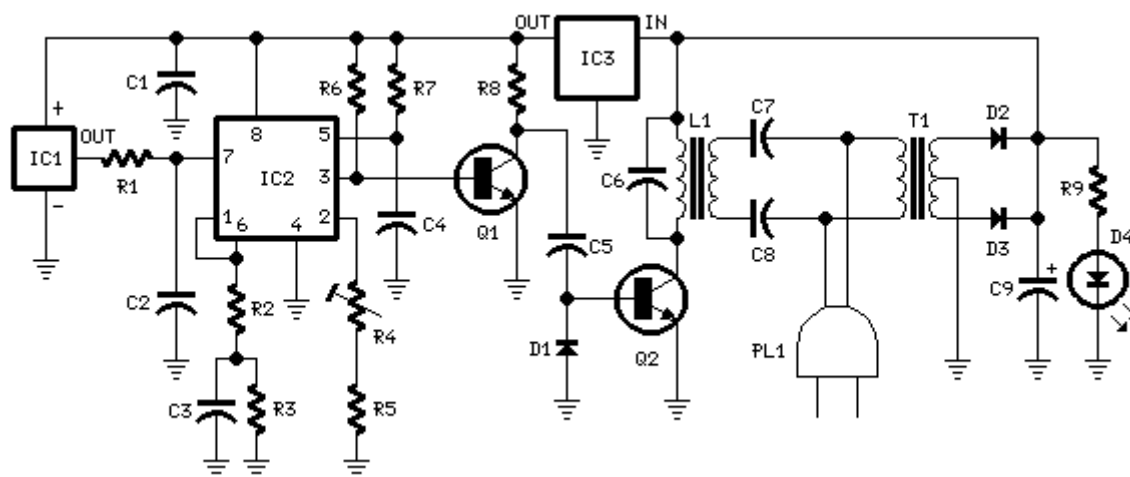 OUT
IN
IC3
C1
R6
R7
R8
+
OUT
IC1
-
R1
8
5
7
IC2
3
1
2
6
4
Q1
C4
C5
C6
L1
C7
C8
T1
D2
D3
R9
D4
C9
+
C2
R2
R4
D1
Q2
PL1
C3
R3
R5